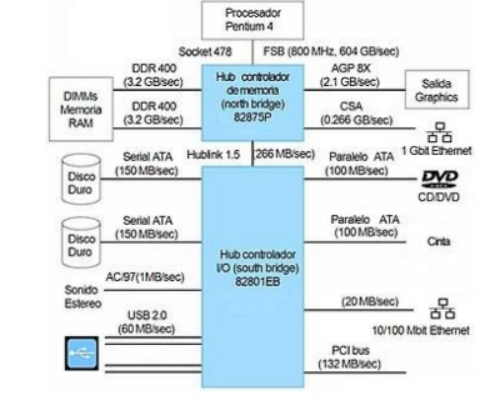 Procesador
Pentium 4
Socket 478
FSB (800 MHz, 604 GB/sec)
DDR 400
(3.2 GB/sec)
Hub controlador
de memoria
(north bridge)
82875P
AGP 8X
(2.1 GB/sec)
Salida
Graphics
DIMMs
Memoria
RAM
DDR 400
(3.2 GB/sec)
CSA
(0.266 GB/sec)
1 Gbit Ethernet
Serial ATA
(150 MB/sec)
Hublink 1.5
266 MB/sec)
Paralelo ATA
(100 MB/sec)
Disco
Duro
DVD
CD/DVD
Serial ATA
(150 MB/sec)
Paralelo ATA
(100 MB/sec)
Disco
Duro
Hub controlador
I/O (south bridge)
82801EB
Cinta
AC/97(1MB/sec)
Sonido
Estereo
(20 MB/sec)
10/100 Mbit Ethernet
USB 2.0
(60 MB/sec)
PCI bus
(132 MB/sec)